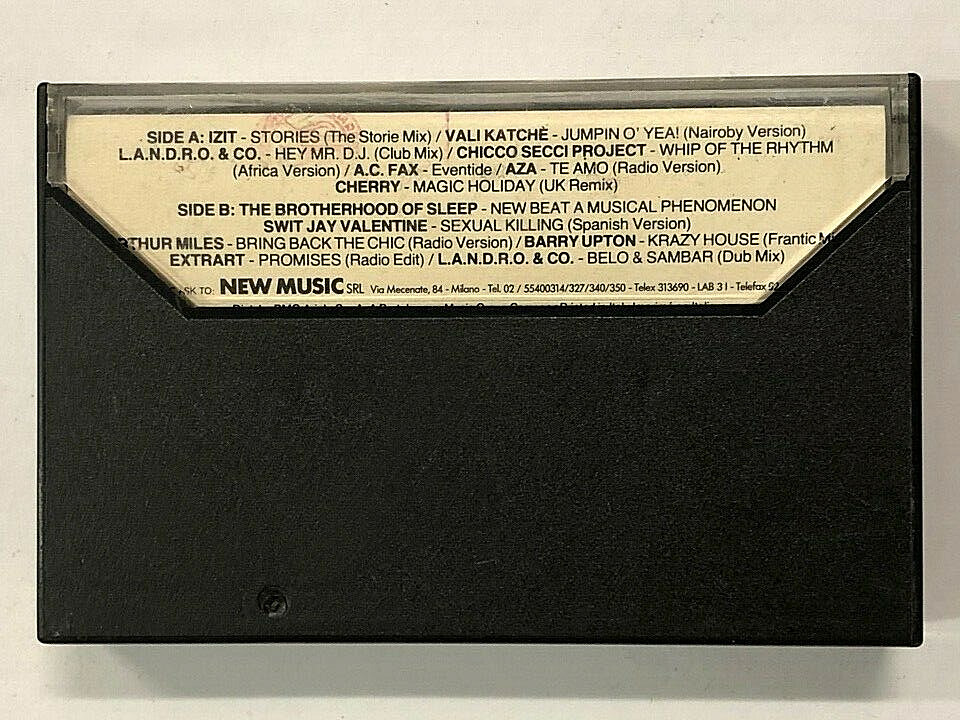 SIDE A: IZIT - STORIES (The Storie Mix) / VALI KATCHÈ - JUMPIN O' YEA! (Nairoby Version)
L.A.N.D.R.O. & CO. - HEY MR. D.J. (Club Mix) / CHICCO SECCI PROJECT - WHIP OF THE RHYTHM
(Africa Version) / A.C. FAX - Eventide / AZA - TE AMO (Radio Version)
CHERRY - MAGIC HOLIDAY (UK Remix)
SIDE B: THE BROTHERHOOD OF SLEEP - NEW BEAT A MUSICAL PHENOMENON
SWIT JAY VALENTINE - SEXUAL KILLING (Spanish Version)
RTHUR MILES - BRING BACK THE CHIC (Radio Version) / BARRY UPTON - KRAZY HOUSE (Frantic
EXTRART - PROMISES (Radio Edit) / L.A.N.D.R.O. & CO. - BELO & SAMBAR (Dub Mix)
SK TO: NEW MUSIC SRL Via Mecenate, 84 - Milano - Tel. 02 / 55400314/327/340/350 - Telex 313690 - LAB 3 I - Telefax